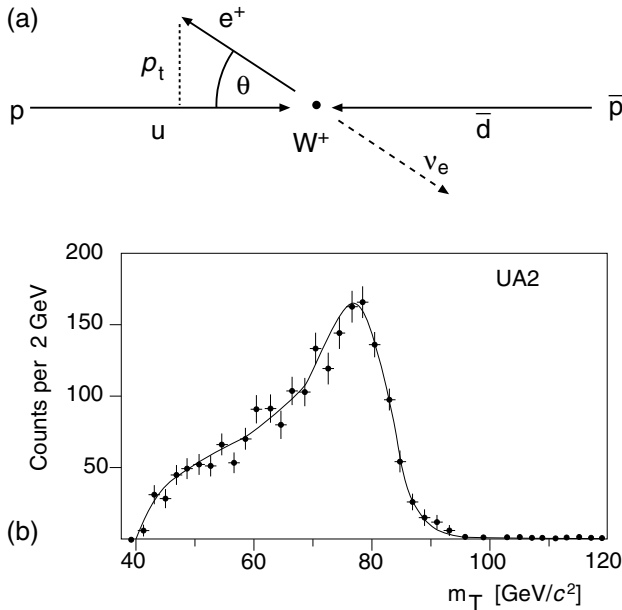 (a)
e+
pt
θ
p
p̄
u
d̄
W+
νe
200
UA2
150
100
50
Counts per 2 GeV
(b)
40
60
80
100
120
mT [GeV/c²]